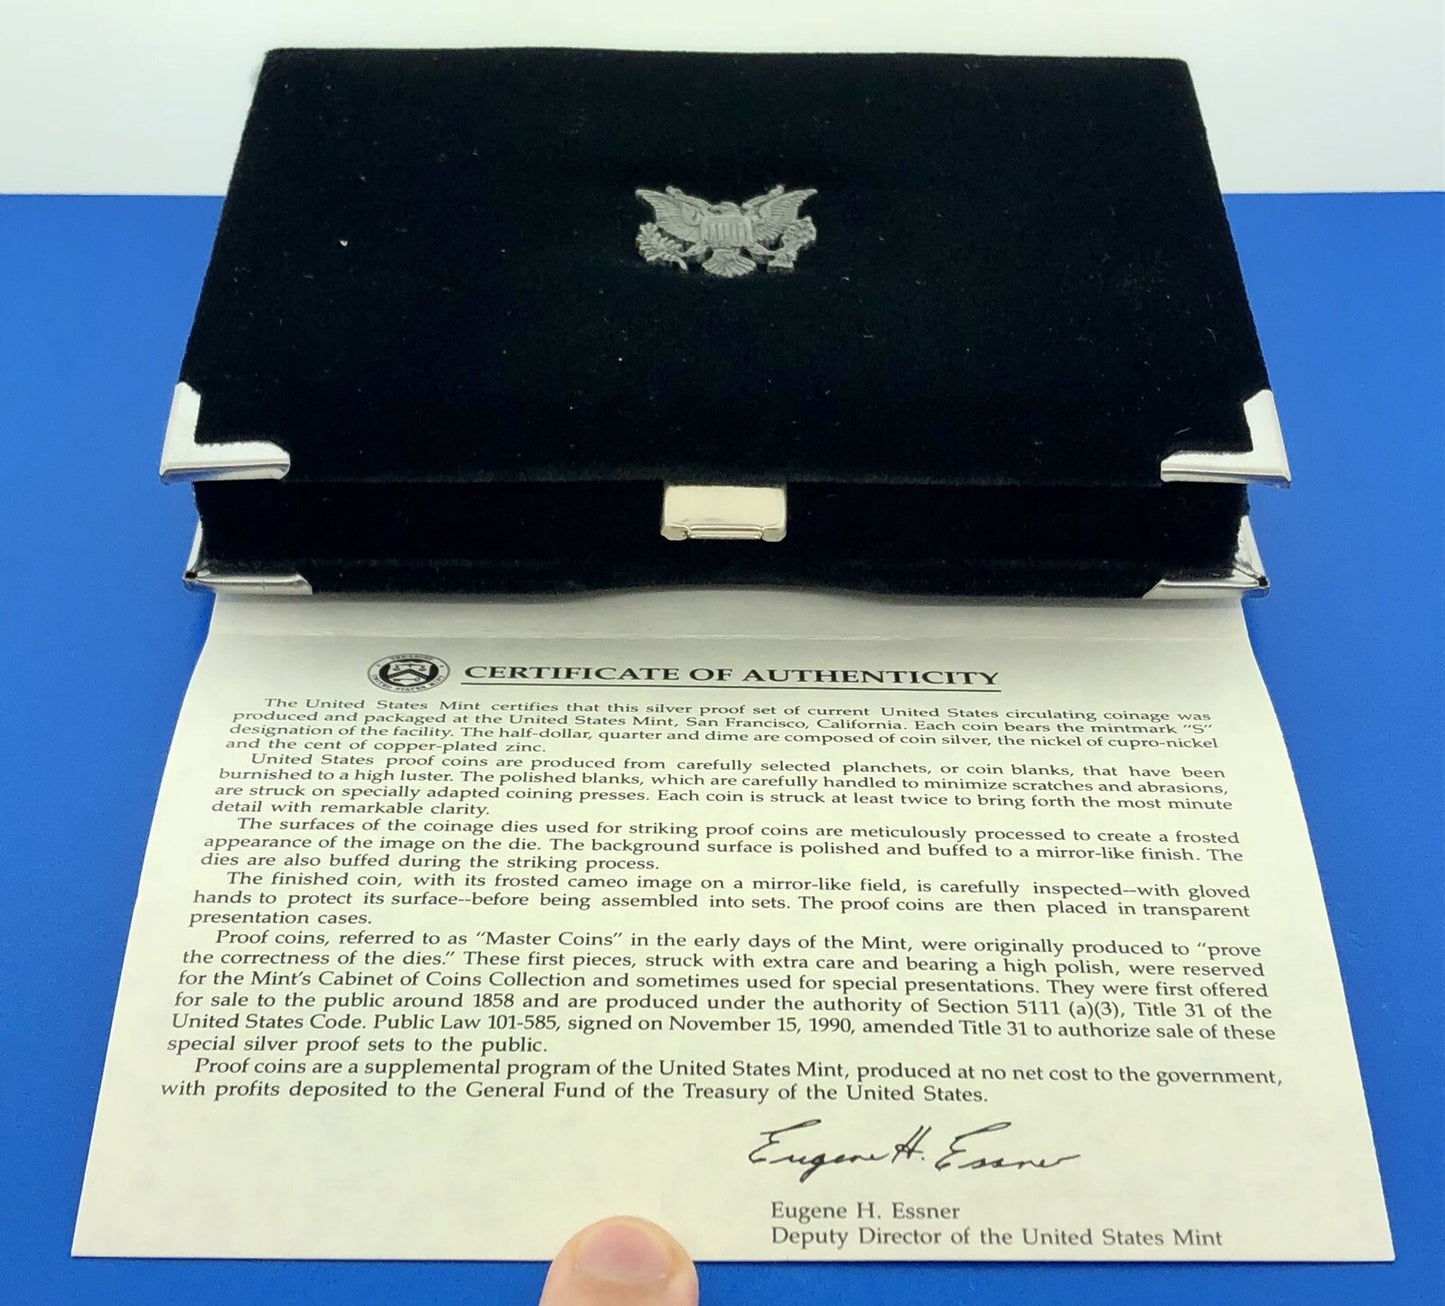 CERTIFICATE OF AUTHENTICITY
The United States Mint certifies that this silver proof set of current United States circulating coinage was
produced and packaged at the United States Mint, San Francisco, California. Each coin bears the mintmark "S"
designation of the facility. The half-dollar, quarter and dime are composed of coin silver, the nickel of cupro-nickel
and the cent of copper-plated zinc.
United States proof coins are produced from carefully selected planchets, or coin blanks, that have been
burnished to a high luster. The polished blanks, which are carefully handled to minimize scratches and abrasions,
are struck on specially adapted coining presses. Each coin is struck at least twice to bring forth the most minute
detail with remarkable clarity.
The surfaces of the coinage dies used for striking proof coins are meticulously processed to create a frosted
appearance of the image on the die. The background surface is polished and buffed to a mirror-like finish. The
dies are also buffed during the striking process.
The finished coin, with its frosted cameo image on a mirror-like field, is carefully inspected--with gloved
hands to protect its surface--before being assembled into sets. The proof coins are then placed in transparent
presentation cases.
Proof coins, referred to as "Master Coins" in the early days of the Mint, were originally produced to "prove
the correctness of the dies." These first pieces, struck with extra care and bearing a high polish, were reserved
for the Mint's Cabinet of Coins Collection and sometimes used for special presentations. They were first offered
for sale to the public around 1858 and are produced under the authority of Section 5111 (a)(3), Title 31 of the
United States Code. Public Law 101-585, signed on November 15, 1990, amended Title 31 to authorize sale of these
special silver proof sets to the public.
Proof coins are a supplemental program of the United States Mint, produced at no net cost to the government,
with profits deposited to the General Fund of the Treasury of the United States.
Eugene H. Essner
Eugene H. Essner
Deputy Director of the United States Mint